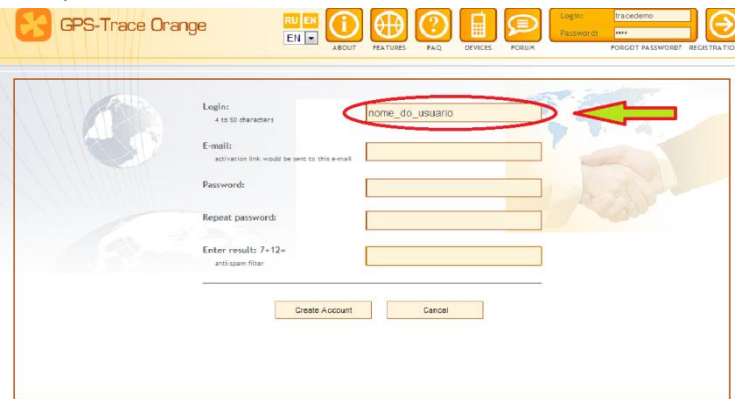 GPS-Trace Orange
RU EN
EN
ABOUT
FEATURES
FAQ
DEVICES
FORUM
Login: tracedemo
Password: ****
FORGOT PASSWORD? REGISTRATIO
Login: nome_do_usuario
4 to 50 characters
E-mail:
activation link would be sent to this e-mail
Password:
Repeat password:
Enter result: 7+12=
anti-spam filter
Create Account Cancel